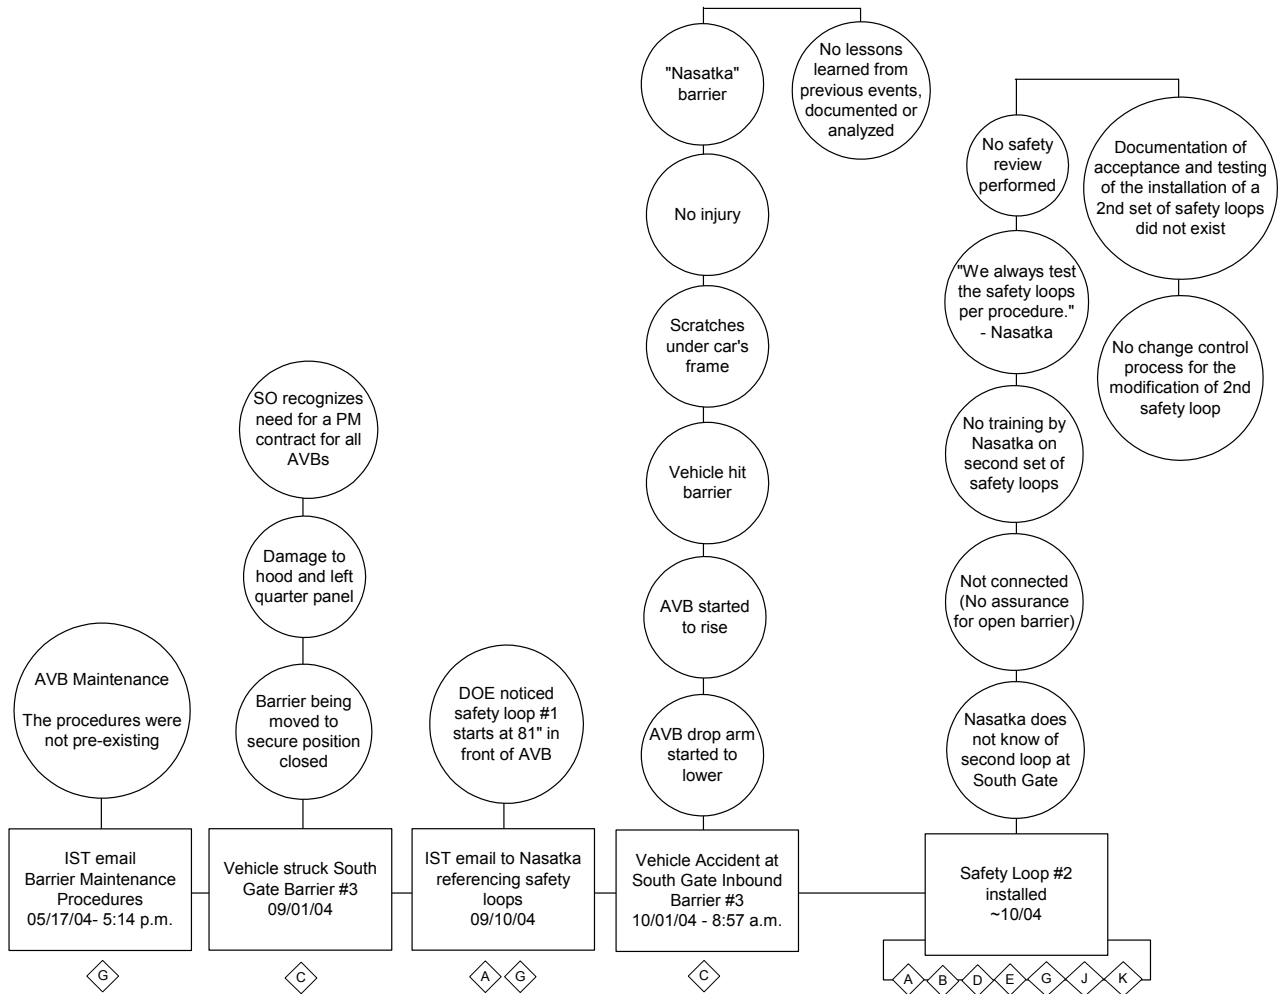 "Nasatka"
barrier
No lessons
learned from
previous events,
documented or
analyzed
No injury
Scratches
under car's
frame
Vehicle hit
barrier
AVB started
to rise
AVB drop arm
started to
lower
No safety
review
performed
Documentation of
acceptance and testing
of the installation of a
2nd set of safety loops
did not exist
"We always test
the safety loops
per procedure."
- Nasatka
No change control
process for the
modification of 2nd
safety loop
No training by
Nasatka on
second set of
safety loops
Not connected
(No assurance
for open barrier)
Nasatka does
not know of
second loop at
South Gate
SO recognizes
need for a PM
contract for all
AVBs
Damage to
hood and left
quarter panel
Barrier being
moved to
secure position
closed
AVB Maintenance
The procedures were
not pre-existing
DOE noticed
safety loop #1
starts at 81" in
front of AVB
IST email
Barrier Maintenance
Procedures
05/17/04- 5:14 p.m.
Vehicle struck South
Gate Barrier #3
09/01/04
IST email to Nasatka
referencing safety
loops
09/10/04
Vehicle Accident at
South Gate Inbound
Barrier #3
10/01/04 - 8:57 a.m.
Safety Loop #2
installed
~10/04
G
C
A G
C
A B D E G J K